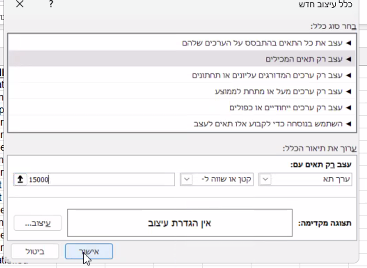 כלל עיצוב חדש
בחר סוג כלל:
עצב את כל התאים בהתבסס על הערכים שלהם
עצב רק תאים המכילים
עצב רק ערכים המדורגים עליונים או תחתונים
עצב רק ערכים מעל או מתחת לממוצע
עצב רק ערכים ייחודיים או כפולים
השתמש בנוסחה כדי לקבוע אילו תאים לעצב
ערוך את תיאור הכלל:
עצב רק תאים עם:
ערך תא קטן או שווה ל- 15000
תצוגה מקדימה: אין הגדרת עיצוב עיצוב...
אישור ביטול